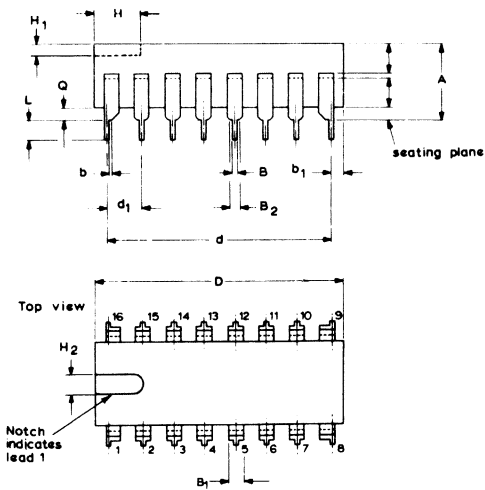 H
H1
A
Q
L
seating plane
b
B
b1
d1
B2
d
D
Top view
16 15 14 13 12 11 10 9
H2
Notch
indicates
lead 1
1 2 3 4 5 6 7 8
B1